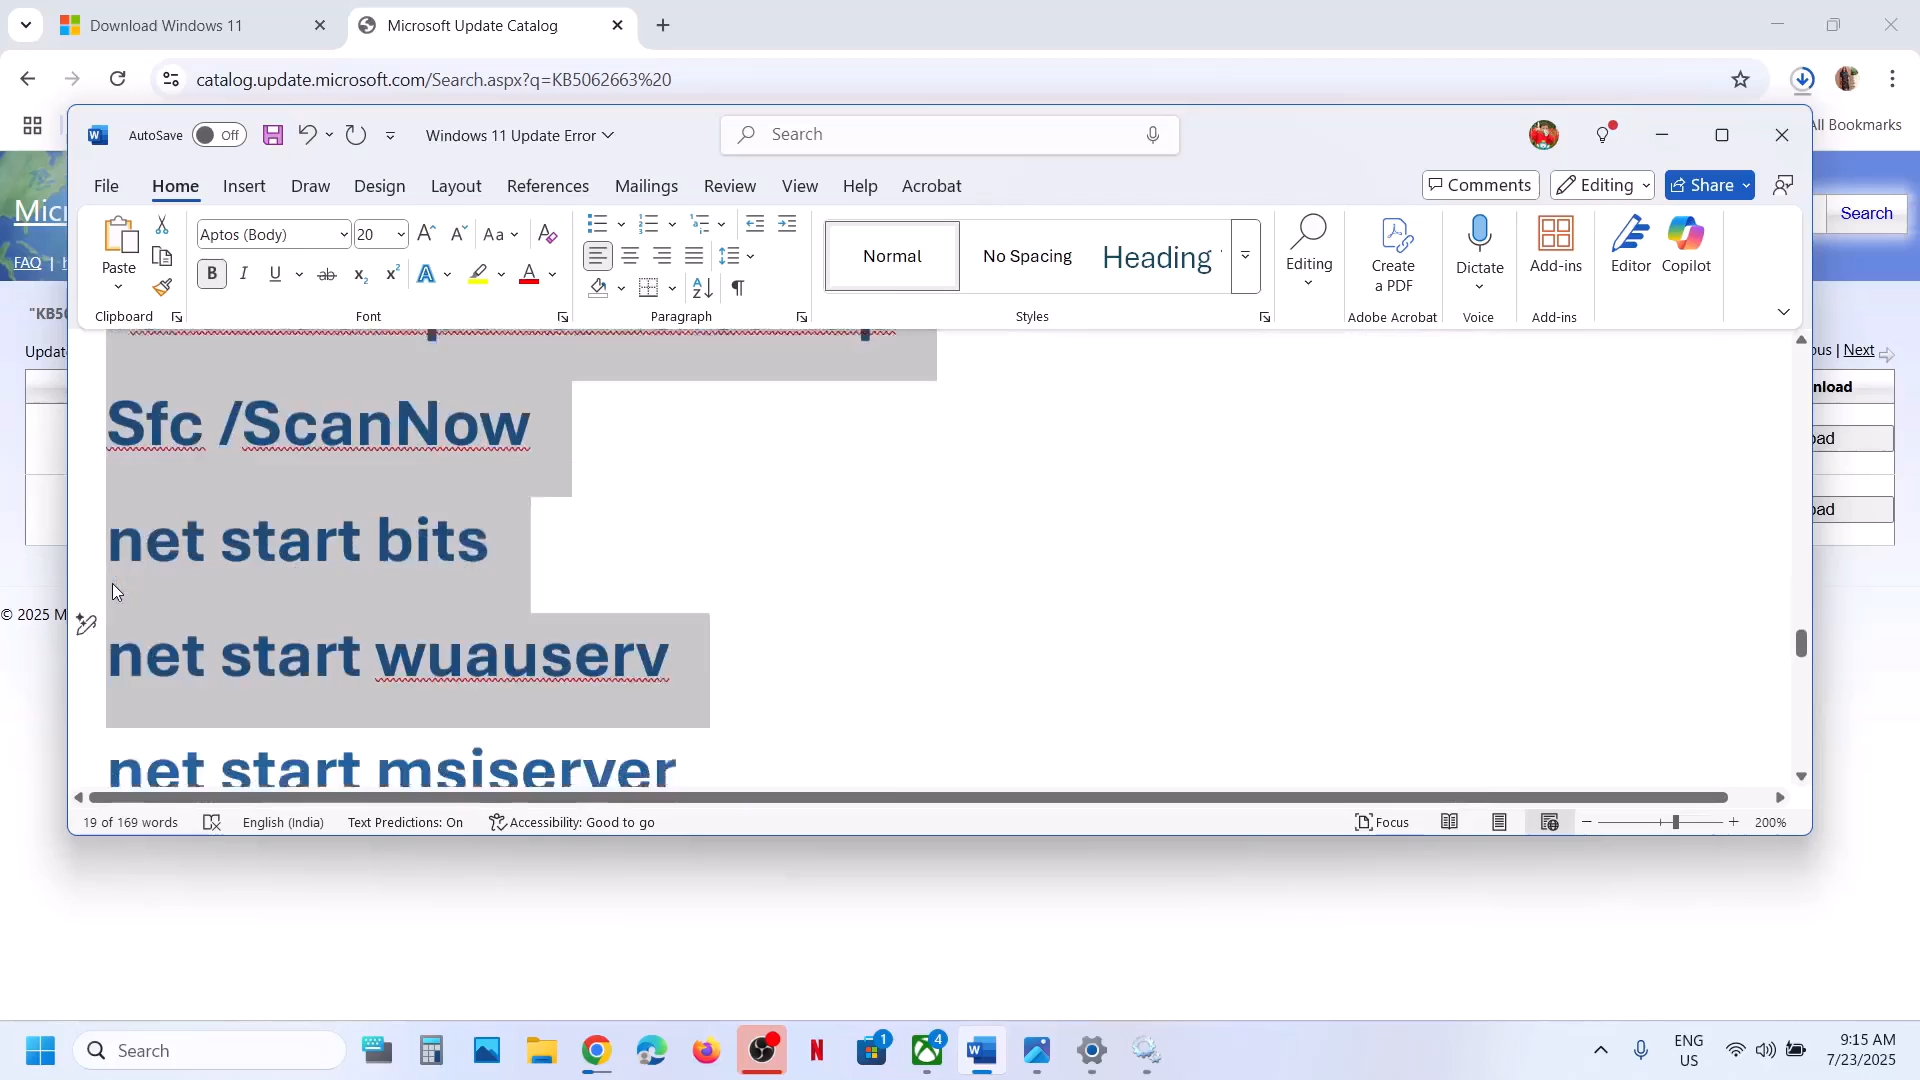 Download Windows 11
Microsoft Update Catalog
catalog.update.microsoft.com/Search.aspx?q=KB5062663%20
All Bookmarks
AutoSave Off
Windows 11 Update Error
Search
File Home Insert Draw Design Layout References Mailings Review View Help Acrobat
Comments Editing Share
Search
FAQ
Aptos (Body) 20
Paste
Normal No Spacing Heading
Editing
Create a PDF
Dictate
Add-ins
Editor
Copilot
Clipboard Font Paragraph Styles Adobe Acrobat Voice Add-ins
Next
Sfc /ScanNow
net start bits
net start wuauserv
net start msiserver
© 2025 M
19 of 169 words English (India) Text Predictions: On Accessibility: Good to go Focus 200%
Search
ENG
US
9:15 AM
7/23/2025
1
4